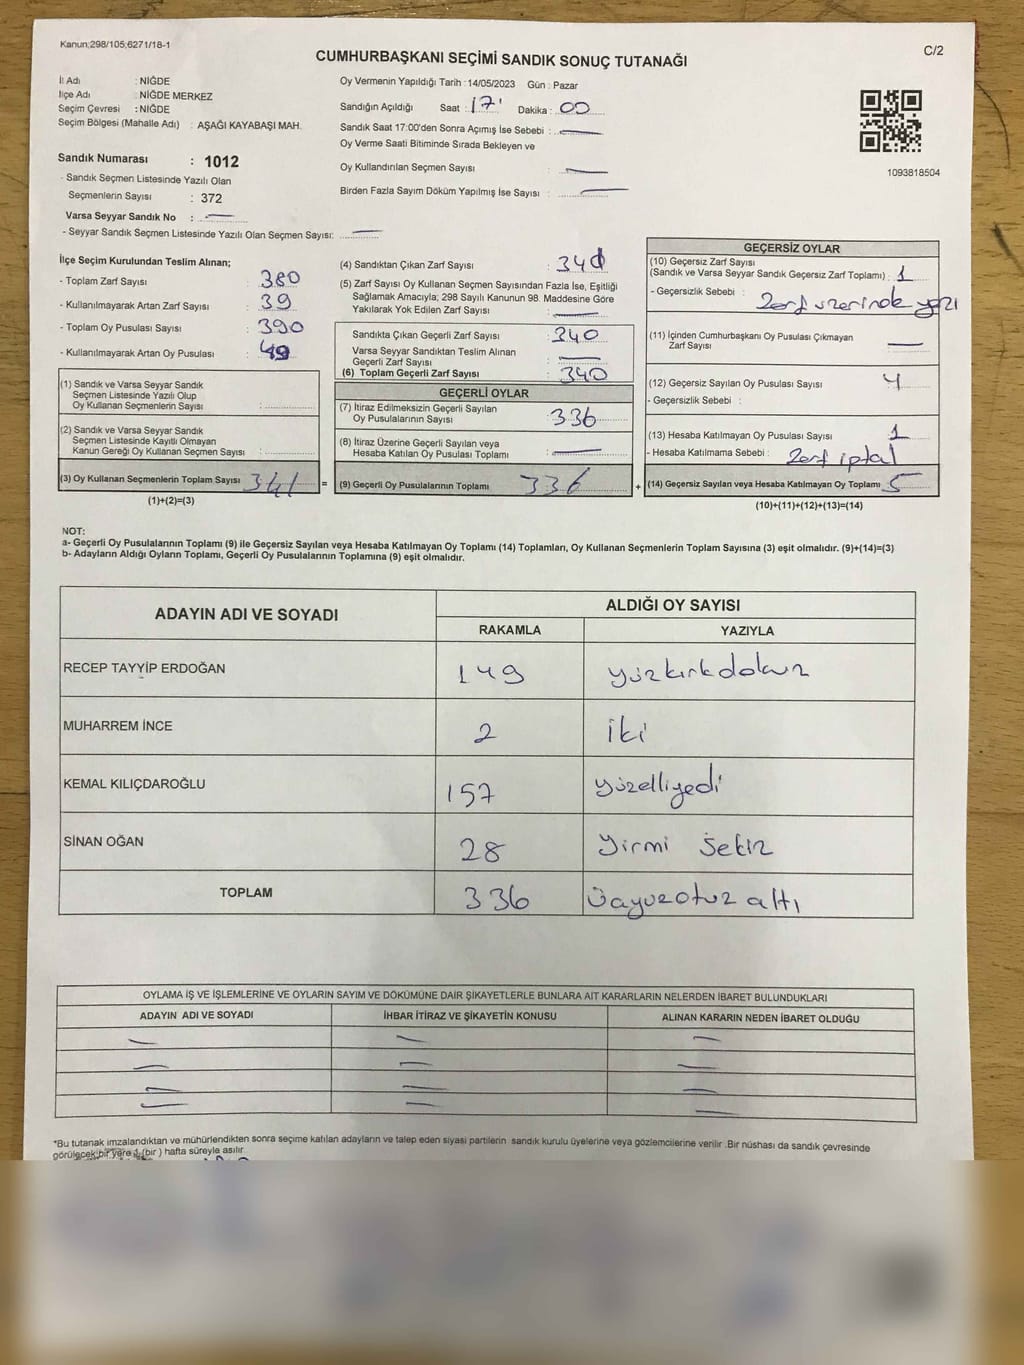 Kanun;298/105;6271/18-1
C/2
CUMHURBAŞKANI SEÇİMİ SANDIK SONUÇ TUTANAĞI
İl Adı : NİĞDE
İlçe Adı : NİĞDE MERKEZ
Seçim Çevresi : NİĞDE
Seçim Bölgesi (Mahalle Adı) : AŞAĞI KAYABAŞI MAH.
Sandık Numarası : 1012
- Sandık Seçmen Listesinde Yazılı Olan
Seçmenlerin Sayısı : 372
Varsa Seyyar Sandık No : —
- Seyyar Sandık Seçmen Listesinde Yazılı Olan Seçmen Sayısı: —
Oy Vermenin Yapıldığı Tarih : 14/05/2023 Gün : Pazar
Sandığın Açıldığı Saat : 17' Dakika : 00
Sandık Saat 17:00'den Sonra Açımış İse Sebebi : —
Oy Verme Saati Bitiminde Sırada Bekleyen ve
Oy Kullandırılan Seçmen Sayısı : —
Birden Fazla Sayım Döküm Yapılmış İse Sayısı : —
1093818504
İlçe Seçim Kurulundan Teslim Alınan;
- Toplam Zarf Sayısı : 380
- Kullanılmayarak Artan Zarf Sayısı : 39
- Toplam Oy Pusulası Sayısı : 390
- Kullanılmayarak Artan Oy Pusulası : 49
(1) Sandık ve Varsa Seyyar Sandık
Seçmen Listesinde Yazılı Olup
Oy Kullanan Seçmenlerin Sayısı :
(2) Sandık ve Varsa Seyyar Sandık
Seçmen Listesinde Kayıtlı Olmayan
Kanun Gereği Oy Kullanan Seçmen Sayısı :
(3) Oy Kullanan Seçmenlerin Toplam Sayısı 341 =
(1)+(2)=(3)
(4) Sandıktan Çıkan Zarf Sayısı : 341
(5) Zarf Sayısı Oy Kullanan Seçmen Sayısından Fazla İse, Eşitliği
Sağlamak Amacıyla; 298 Sayılı Kanunun 98. Maddesine Göre
Yakılarak Yok Edilen Zarf Sayısı : —
Sandıkta Çıkan Geçerli Zarf Sayısı : 340
Varsa Seyyar Sandıktan Teslim Alınan
Geçerli Zarf Sayısı : —
(6) Toplam Geçerli Zarf Sayısı : 340
GEÇERLİ OYLAR
(7) İtiraz Edilmeksizin Geçerli Sayılan
Oy Pusulalarının Sayısı : 336
(8) İtiraz Üzerine Geçerli Sayılan veya
Hesaba Katılan Oy Pusulası Toplamı : —
(9) Geçerli Oy Pusulalarının Toplamı 336 +
GEÇERSİZ OYLAR
(10) Geçersiz Zarf Sayısı
(Sandık ve Varsa Seyyar Sandık Geçersiz Zarf Toplamı) : 1
- Geçersizlik Sebebi : Zarf üzerinde yazı
(11) İçinden Cumhurbaşkanı Oy Pusulası Çıkmayan
Zarf Sayısı —
(12) Geçersiz Sayılan Oy Pusulası Sayısı 4
- Geçersizlik Sebebi :
(13) Hesaba Katılmayan Oy Pusulası Sayısı : 1
- Hesaba Katılmama Sebebi : Zarf iptal
(14) Geçersiz Sayılan veya Hesaba Katılmayan Oy Toplamı 5
(10)+(11)+(12)+(13)=(14)
NOT:
a- Geçerli Oy Pusulalarının Toplamı (9) ile Geçersiz Sayılan veya Hesaba Katılmayan Oy Toplamı (14) Toplamları, Oy Kullanan Seçmenlerin Toplam Sayısına (3) eşit olmalıdır. (9)+(14)=(3)
b- Adayların Aldığı Oyların Toplamı, Geçerli Oy Pusulalarının Toplamına (9) eşit olmalıdır.
ADAYIN ADI VE SOYADI ALDIĞI OY SAYISI
RAKAMLA YAZIYLA
RECEP TAYYİP ERDOĞAN 149 yüzkırkdokuz
MUHARREM İNCE 2 iki
KEMAL KILIÇDAROĞLU 157 yüzelliyedi
SİNAN OĞAN 28 yirmi sekiz
TOPLAM 336 üçyüzotuz altı
OYLAMA İŞ VE İŞLEMLERİNE VE OYLARIN SAYIM VE DÖKÜMÜNE DAİR ŞİKAYETLERLE BUNLARA AİT KARARLARIN NELERDEN İBARET BULUNDUKLARI
ADAYIN ADI VE SOYADI İHBAR İTİRAZ VE ŞİKAYETİN KONUSU ALINAN KARARIN NEDEN İBARET OLDUĞU
— — —
— — —
— — —
— — —
*Bu tutanak imzalandıktan ve mühürlendikten sonra seçime katılan adayların ve talep eden siyasi partilerin sandık kurulu üyelerine veya gözlemcilerine verilir .Bir nüshası da sandık çevresinde
görülecek bir yere 1 (bir ) hafta süreyle asılır.